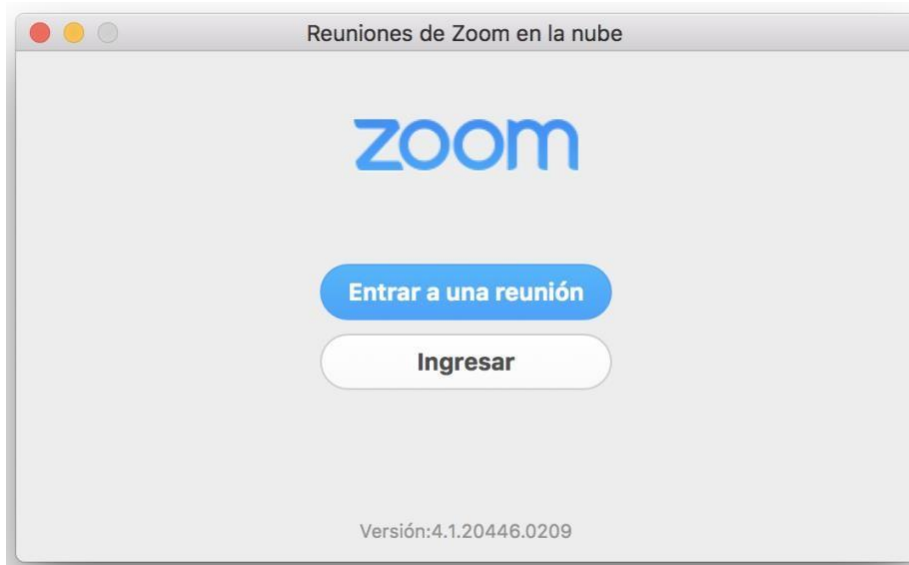 Reuniones de Zoom en la nube
zoom
Entrar a una reunión
Ingresar
Versión:4.1.20446.0209